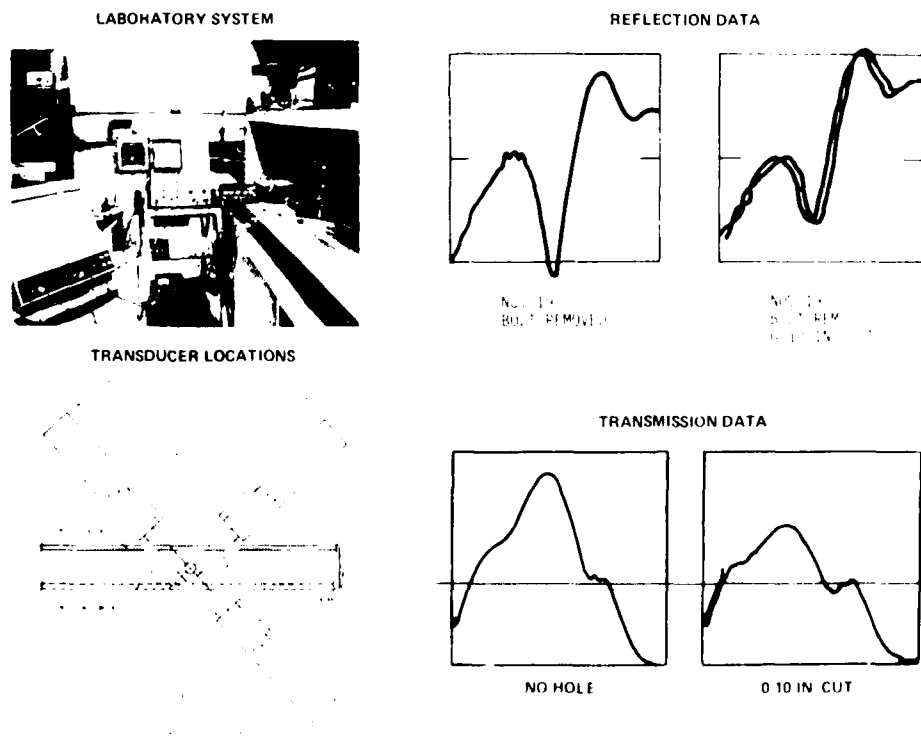 LABORATORY SYSTEM
REFLECTION DATA
BOLT REMOVED
TRANSDUCER LOCATIONS
TRANSMISSION DATA
NO HOLE
0 10 IN CUT